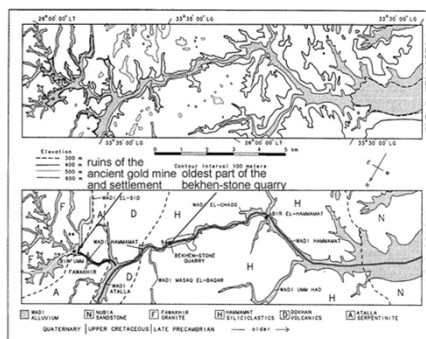 26° 00' 00" LT
33° 35' 00" LG
26° 00' 00" LT
33° 40' 00" LG
33° 35' 00" LG
33° 40' 00" LG
Elevation
300 m
400 m
500 m
600 m
0 1 2 3 4 5 km
Contour Interval 100 meters
ruins of the
ancient gold mine
and settlement
oldest part of the
bekhen-stone quarry
WADI EL-SID
WADI EL-CHAGG
BIR EL-HAMMAMAT
WADI HAMMAMAT
BEKHEN-STONE
QUARRY
WADI HAMMAMAT
BIR UMM
FAWAKHIR
WADI
ATALLA
WADI MASAQ EL-BAQAR
WADI UMM HAD
F
F
F
A
A
D
D
H
H
H
H
H
N
N
WADI
ALLUVIUM
N NUBIA
SANDSTONE
F FAWAKHIR
GRANITE
H HAMMAMAT
SILICICLASTICS
D DOKHAN
VOLCANICS
A ATALLA
SERPENTINITE
QUATERNARY | UPPER CRETACEOUS | LATE PRECAMBRIAN — older →